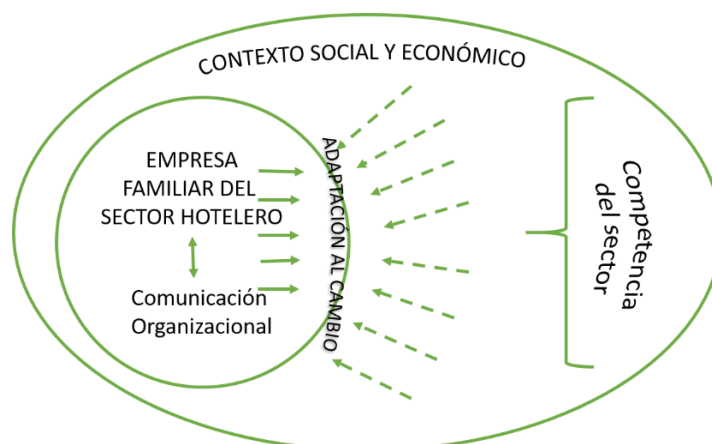 CONTEXTO SOCIAL Y ECONÓMICO
EMPRESA
FAMILIAR DEL
SECTOR HOTELERO
Comunicación
Organizacional
ADAPTACIÓN AL CAMBIO
Competencia
del sector